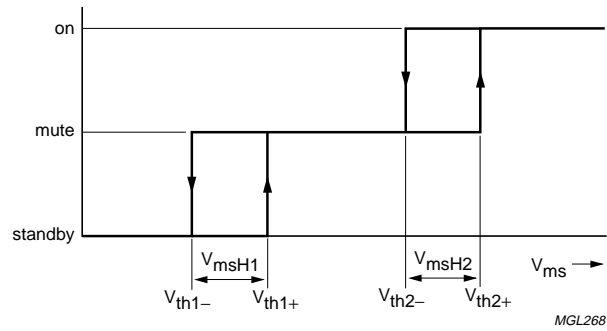 on
mute
standby
VmsH1
VmsH2
Vms
Vth1−
Vth1+
Vth2−
Vth2+
MGL268